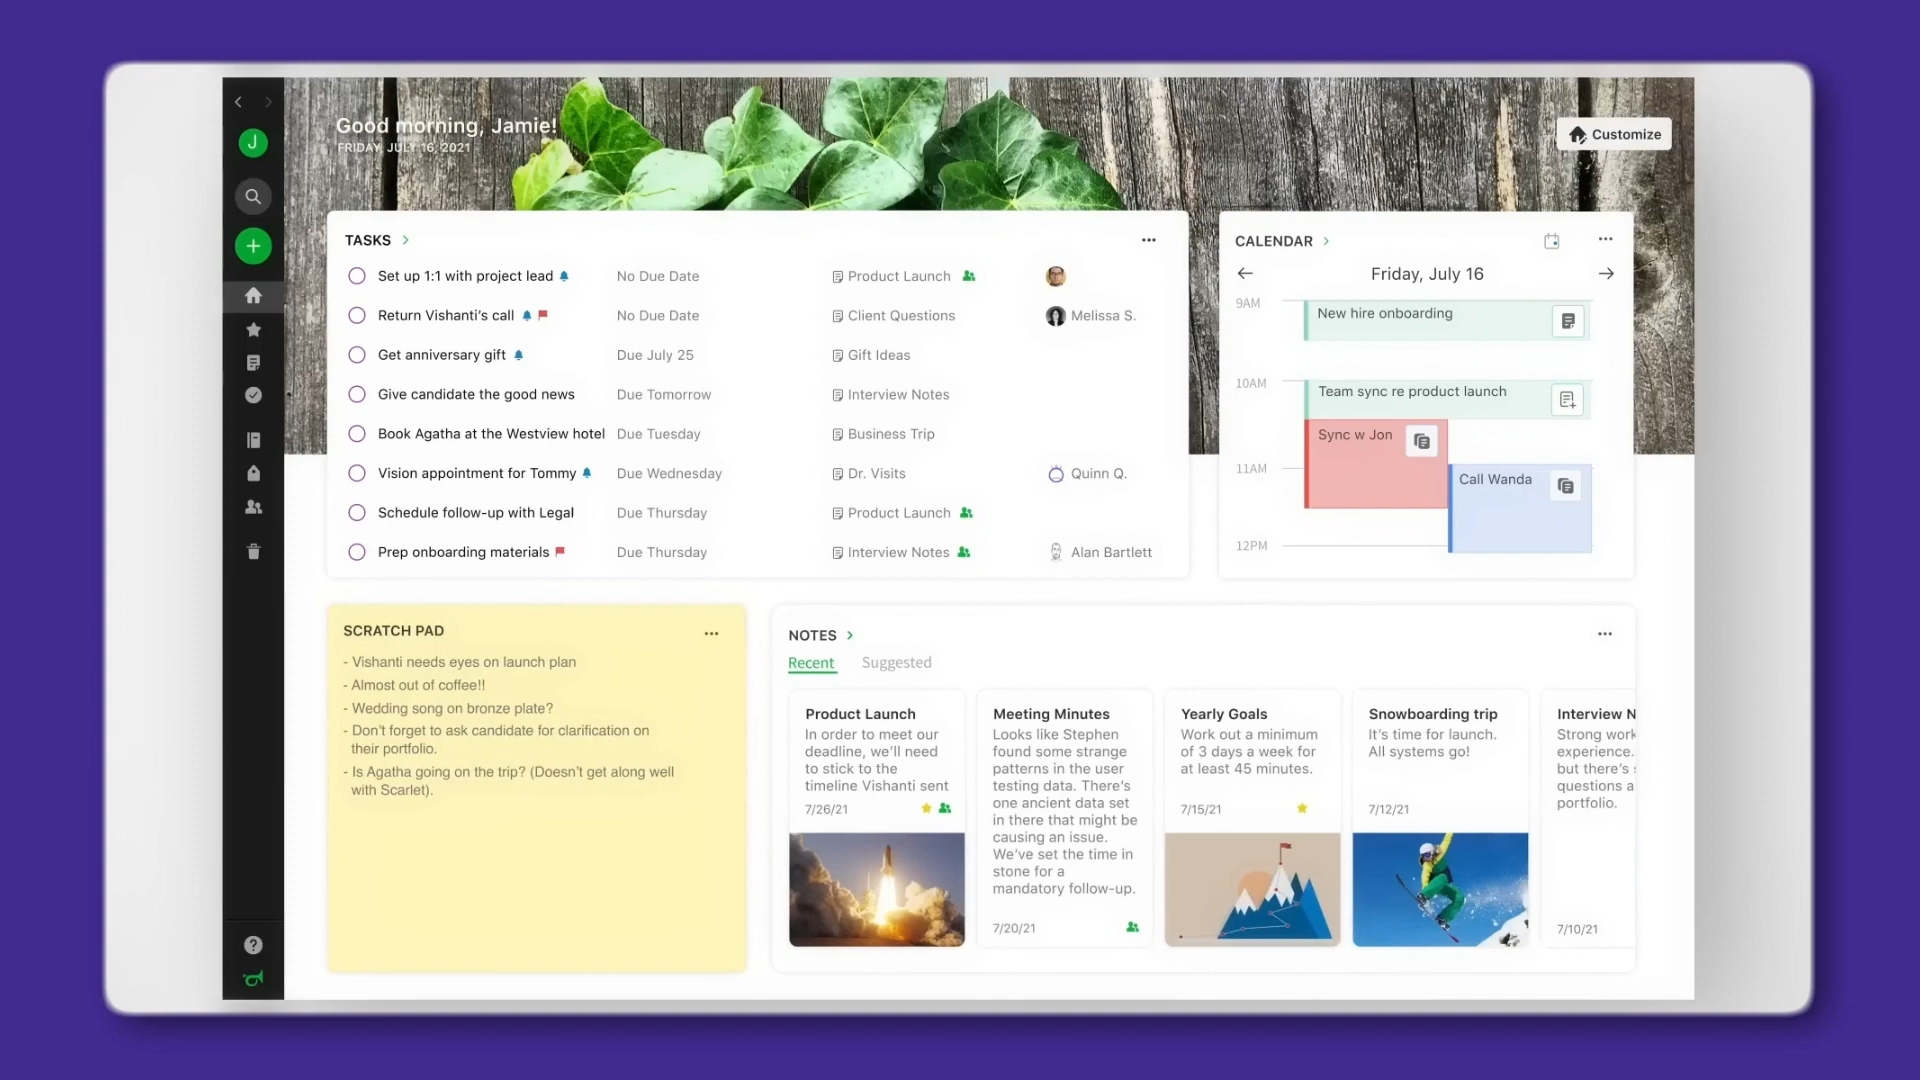 J
Good morning, Jamie!
FRIDAY, JULY 16, 2021
Customize
TASKS
Set up 1:1 with project lead No Due Date Product Launch
Return Vishanti's call No Due Date Client Questions Melissa S.
Get anniversary gift Due July 25 Gift Ideas
Give candidate the good news Due Tomorrow Interview Notes
Book Agatha at the Westview hotel Due Tuesday Business Trip
Vision appointment for Tommy Due Wednesday Dr. Visits Quinn Q.
Schedule follow-up with Legal Due Thursday Product Launch
Prep onboarding materials Due Thursday Interview Notes Alan Bartlett
CALENDAR
Friday, July 16
9AM
New hire onboarding
10AM
Team sync re product launch
Sync w Jon
11AM
Call Wanda
12PM
SCRATCH PAD
- Vishanti needs eyes on launch plan
- Almost out of coffee!!
- Wedding song on bronze plate?
- Don't forget to ask candidate for clarification on
their portfolio.
- Is Agatha going on the trip? (Doesn't get along well
with Scarlet).
NOTES
Recent Suggested
Product Launch
In order to meet our
deadline, we'll need
to stick to the
timeline Vishanti sent
7/26/21
Meeting Minutes
Looks like Stephen
found some strange
patterns in the user
testing data. There's
one ancient data set
in there that might be
causing an issue.
We've set the time in
stone for a
mandatory follow-up.
7/20/21
Yearly Goals
Work out a minimum
of 3 days a week for
at least 45 minutes.
7/15/21
Snowboarding trip
It's time for launch.
All systems go!
7/12/21
Interview N
Strong work
experience.
but there's
questions a
portfolio.
7/10/21